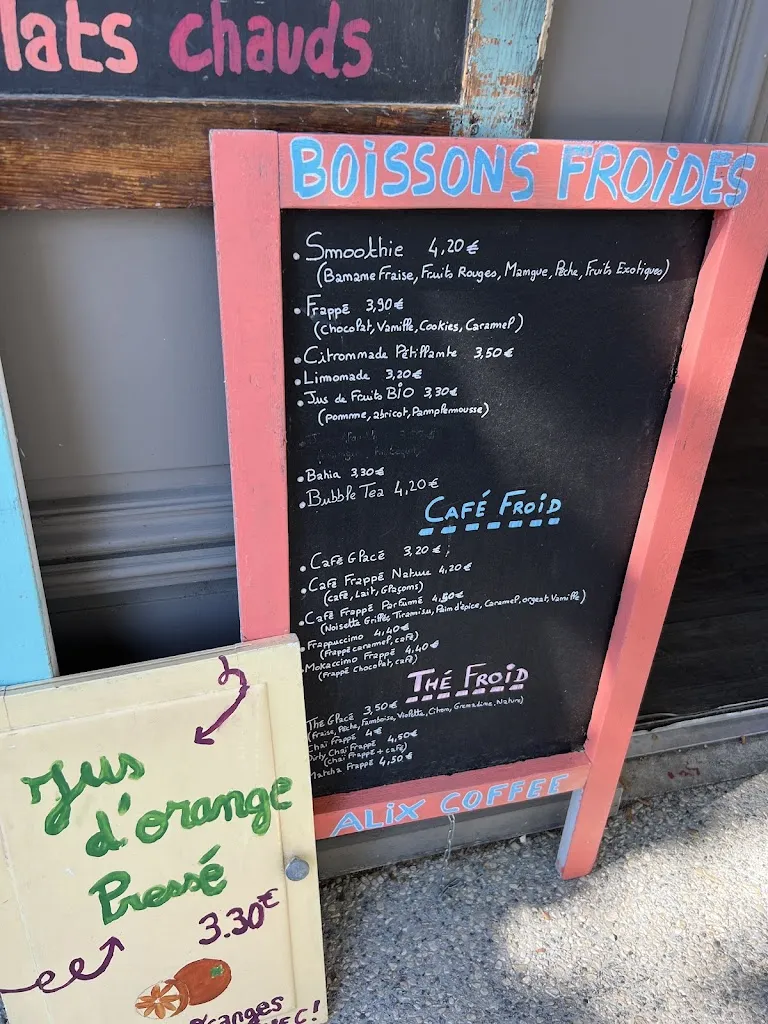 lats chauds
BOISSONS FROIDES
• Smoothie 4,20€
(Banane Fraise, Fruits Rouges, Mangue, Pêche, Fruits Exotiques)
• Frappé 3,90€
(Chocolat, Vanille, Cookies, Caramel)
• Citronnade Pétillante 3,50€
• Limonade 3,20€
• Jus de Fruits BiO 3,30€
(pomme, abricot, Pamplemousse)
• Bahia 3,30€
• Bubble Tea 4,20€
CAFÉ FROiD
• Café Glacé 3,20€
• Café Frappé Nature 4,20€
(café, Lait, Glaçons)
• Café Frappé Parfumé 4,50€
(Noisette Grillée, Tiramisu, Pain d'épice, Caramel, orgeat, Vanille)
• Frappuccino 4,40€
(Frappé caramel, café)
• Mokaccino Frappé 4,40€
(Frappé Chocolat, café)
THÉ FROiD
Thé Glacé 3,50€
(Fraise, Pêche, Framboise, Violette, Citron, Grenadine, Nature)
Chaï Frappé 4€
Dirty Chaï Frappé 4,50€
(Chaï Frappé + café)
Matcha Frappé 4,50€
ALiX COFFEE
Jus
d'orange
Pressé
3.30€
oranges